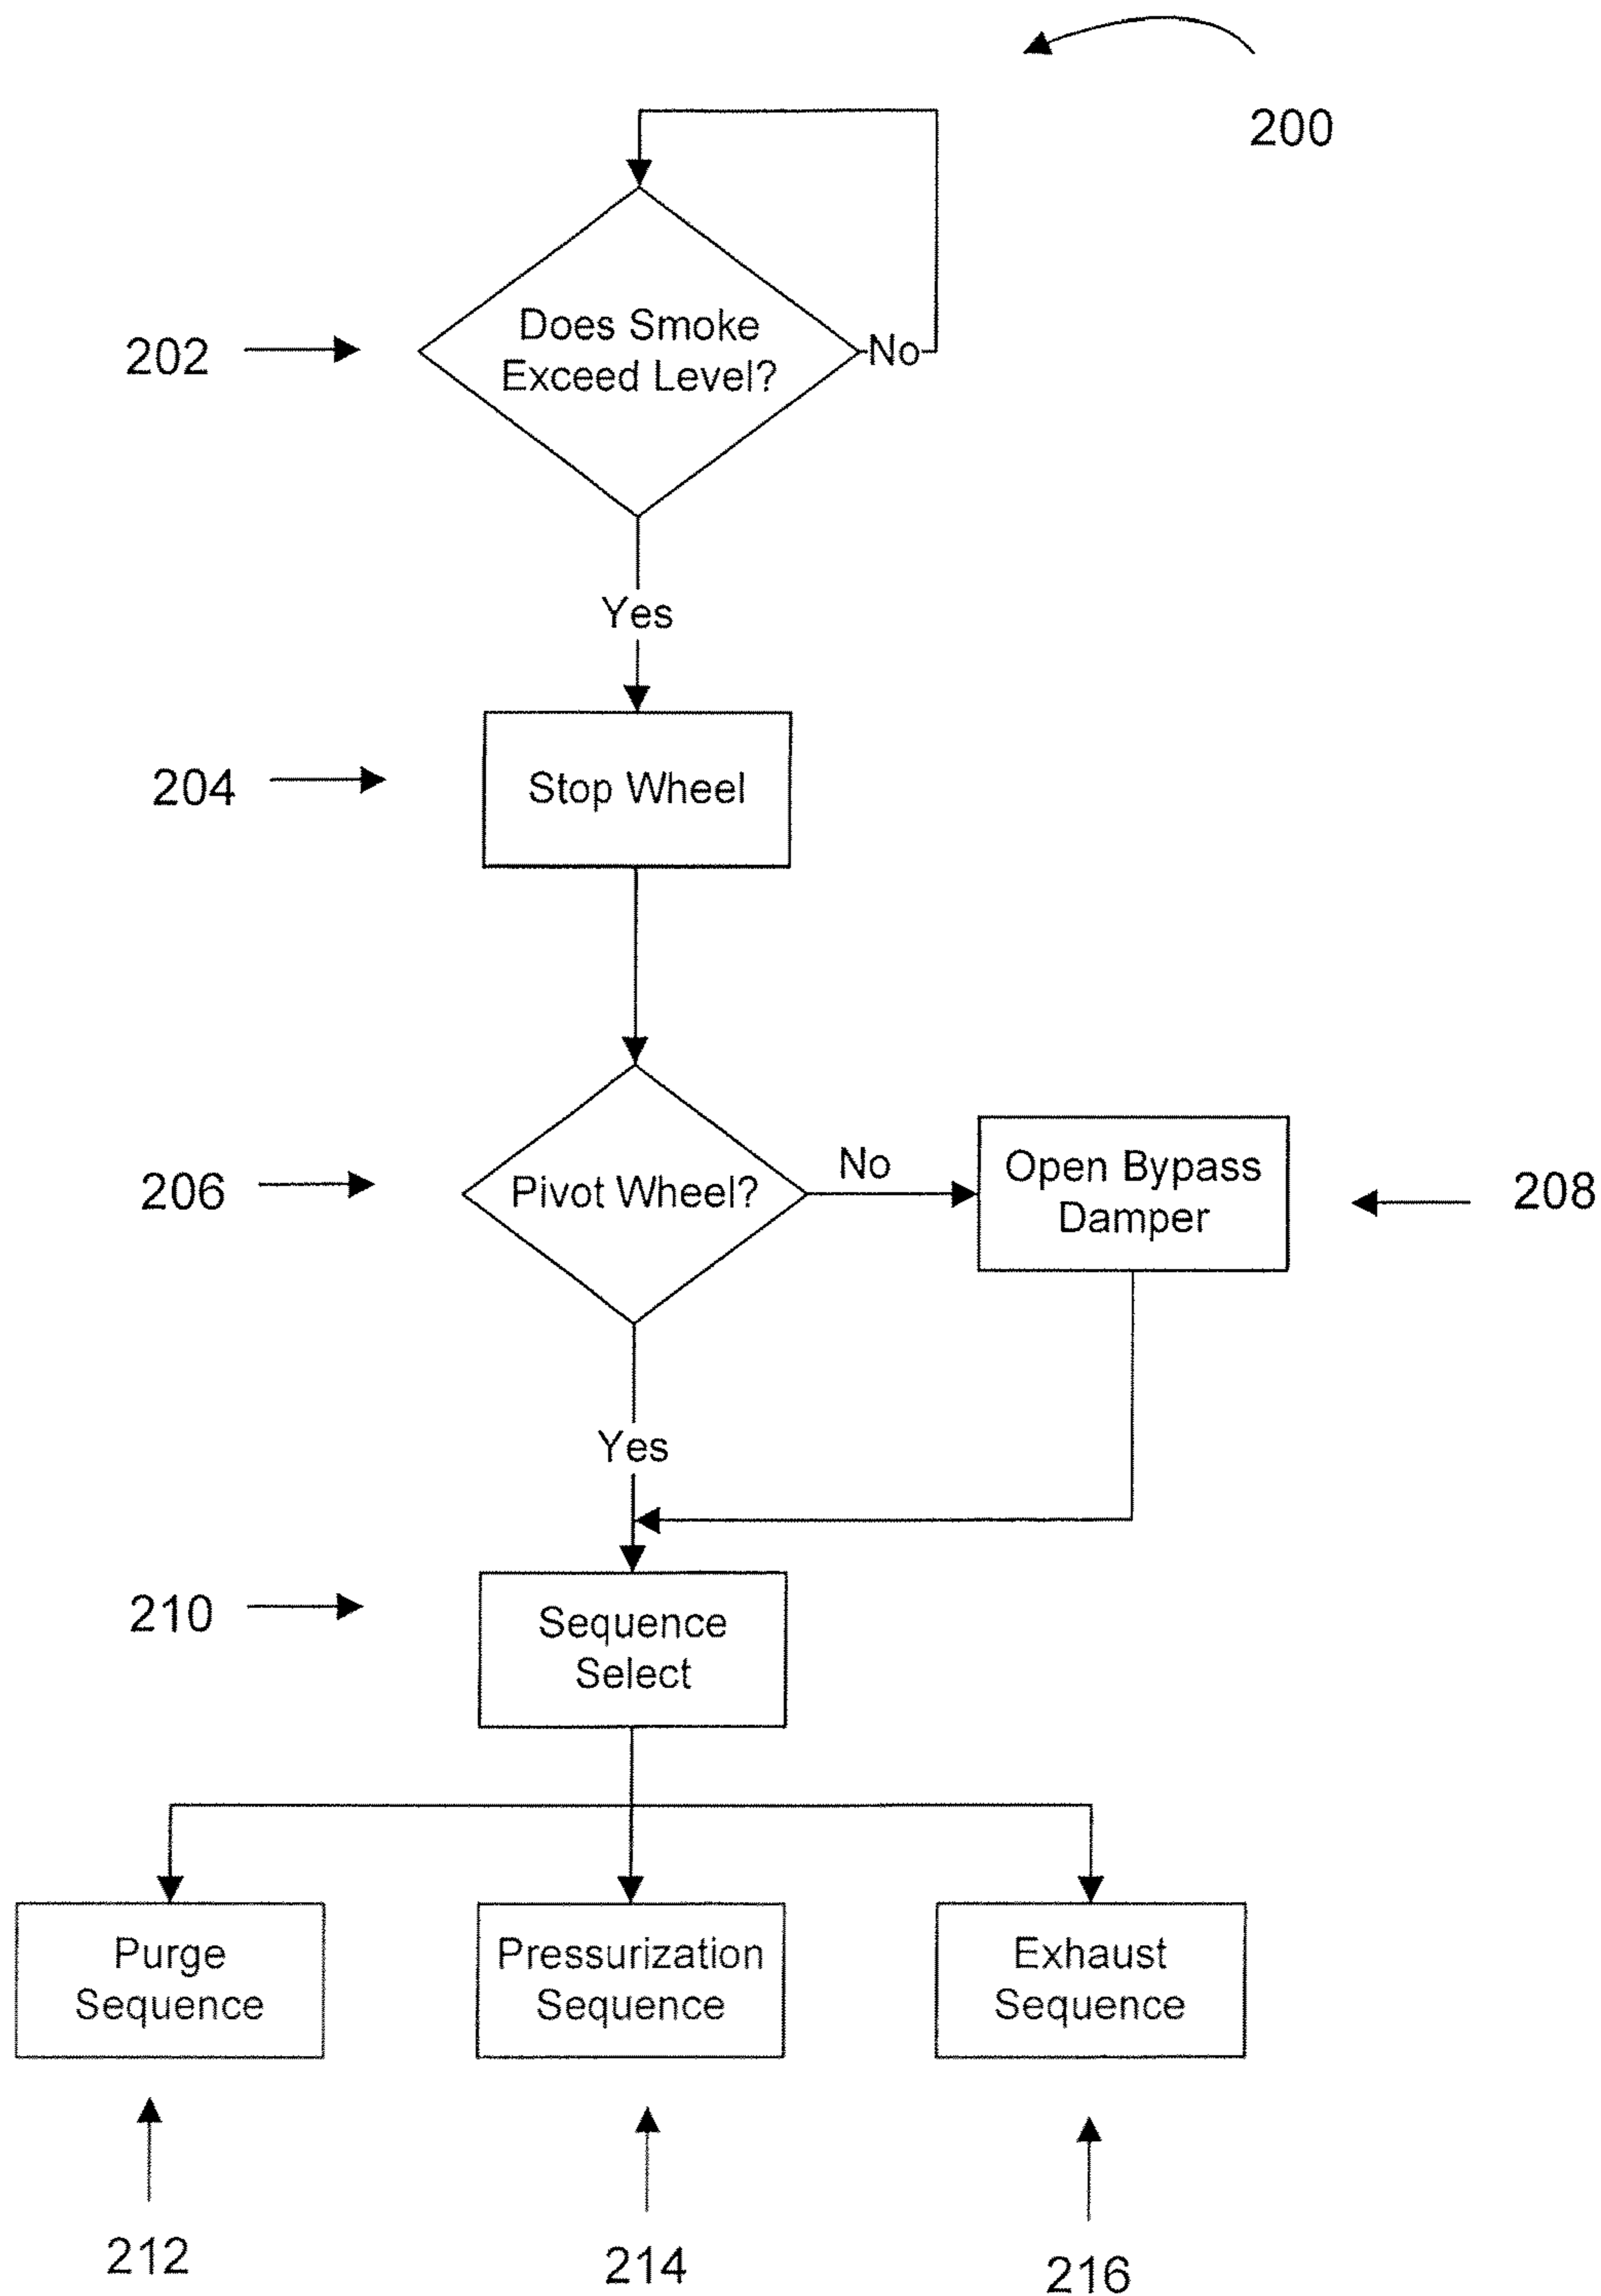 200
Does Smoke
Exceed Level?
No
202
Yes
204
Stop Wheel
206
Pivot Wheel?
No
Open Bypass
Damper
208
Yes
210
Sequence
Select
Purge
Sequence
Pressurization
Sequence
Exhaust
Sequence
212
214
216